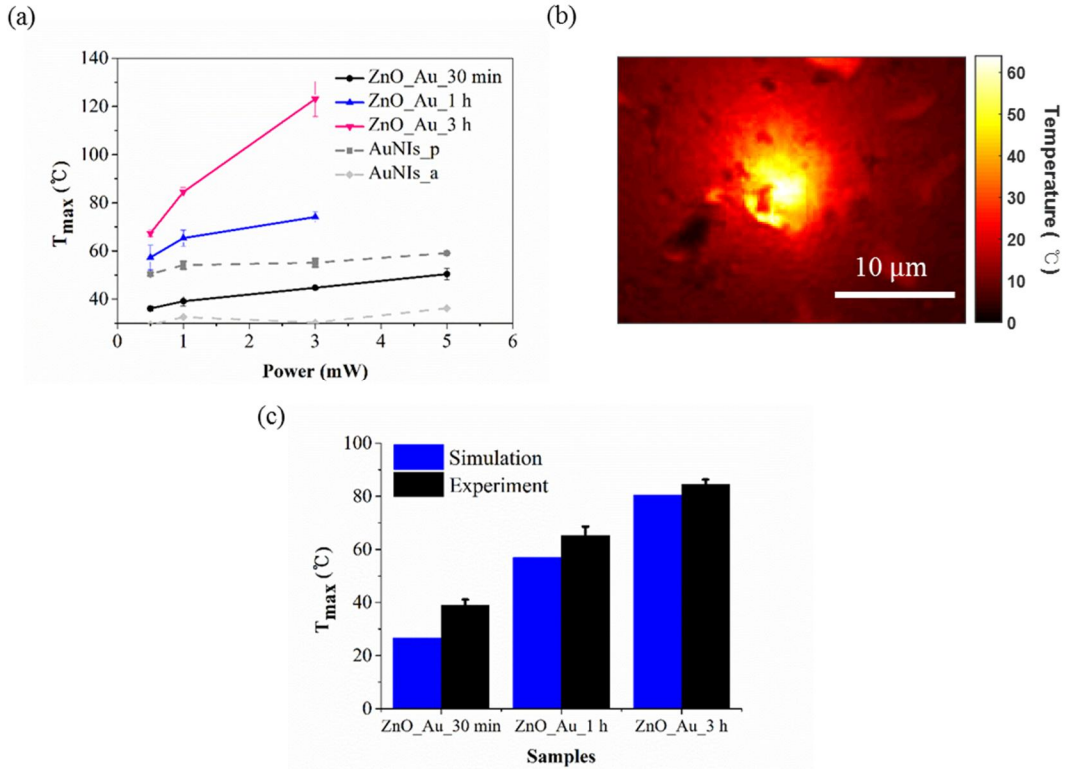 (a)
140
120
100
80
60
40
T_max (℃)
0 1 2 3 4 5 6
Power (mW)
ZnO_Au_30 min
ZnO_Au_1 h
ZnO_Au_3 h
AuNIs_p
AuNIs_a
(b)
10 μm
60
50
40
30
20
10
0
Temperature ( ℃)
(c)
100
80
60
40
20
0
T_max (℃)
Simulation
Experiment
ZnO_Au_30 min ZnO_Au_1 h ZnO_Au_3 h
Samples